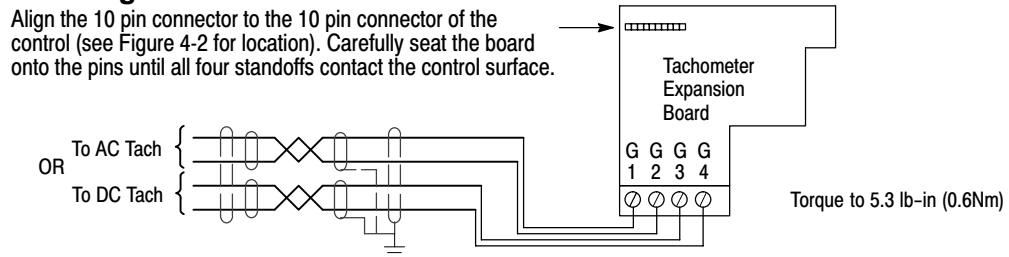 Align the 10 pin connector to the 10 pin connector of the
control (see Figure 4-2 for location). Carefully seat the board
onto the pins until all four standoffs contact the control surface.
Tachometer
Expansion
Board
To AC Tach
OR
To DC Tach
G G G G
1 2 3 4
Torque to 5.3 lb-in (0.6Nm)